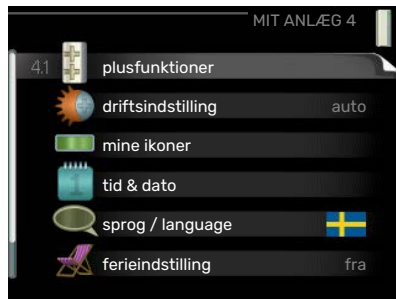 MIT ANLÆG 4
4.1 plusfunktioner
driftsindstilling auto
mine ikoner
tid & dato
sprog / language
ferieindstilling fra